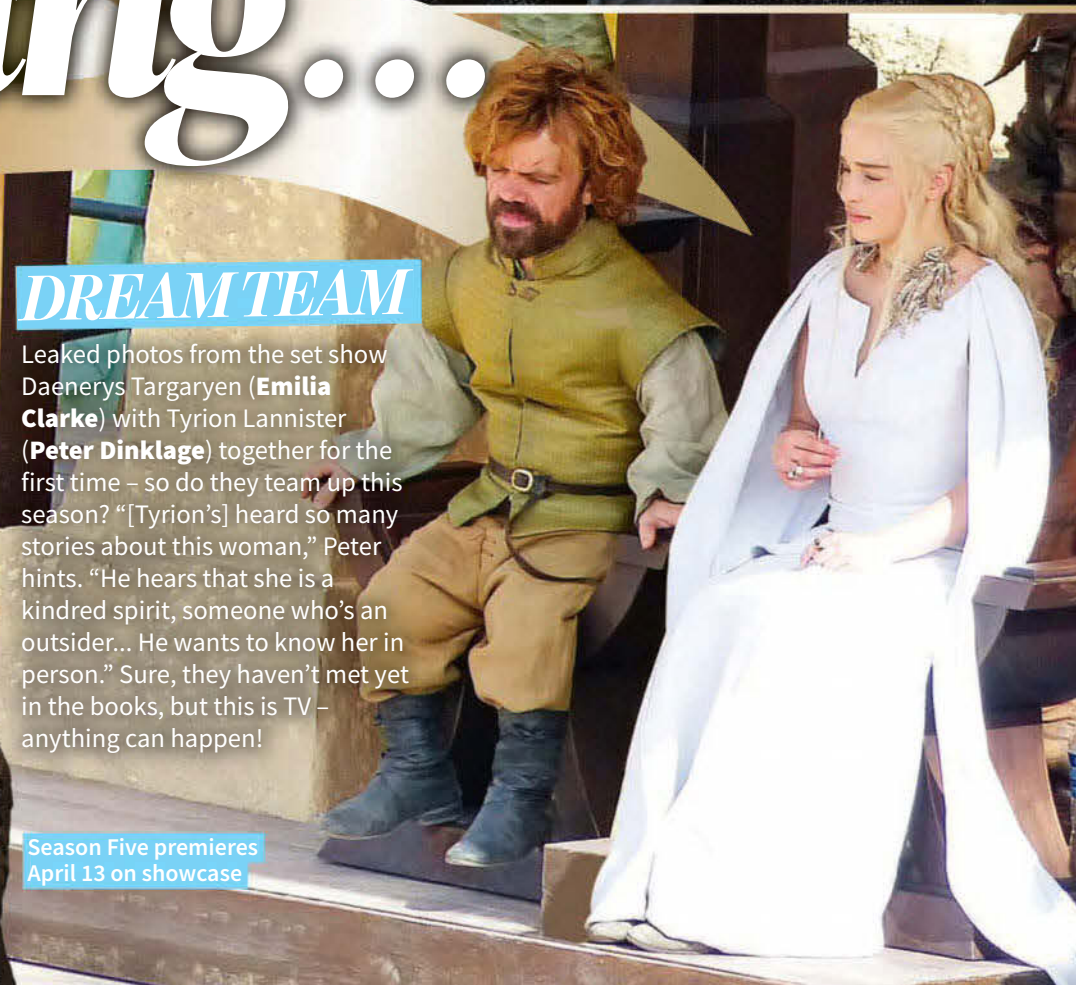 ng...
DREAM TEAM
Leaked photos from the set show
Daenerys Targaryen (Emilia
Clarke) with Tyrion Lannister
(Peter Dinklage) together for the
first time – so do they team up this
season? “[Tyrion’s] heard so many
stories about this woman,” Peter
hints. “He hears that she is a
kindred spirit, someone who’s an
outsider... He wants to know her in
person.” Sure, they haven’t met yet
in the books, but this is TV –
anything can happen!
Season Five premieres
April 13 on showcase